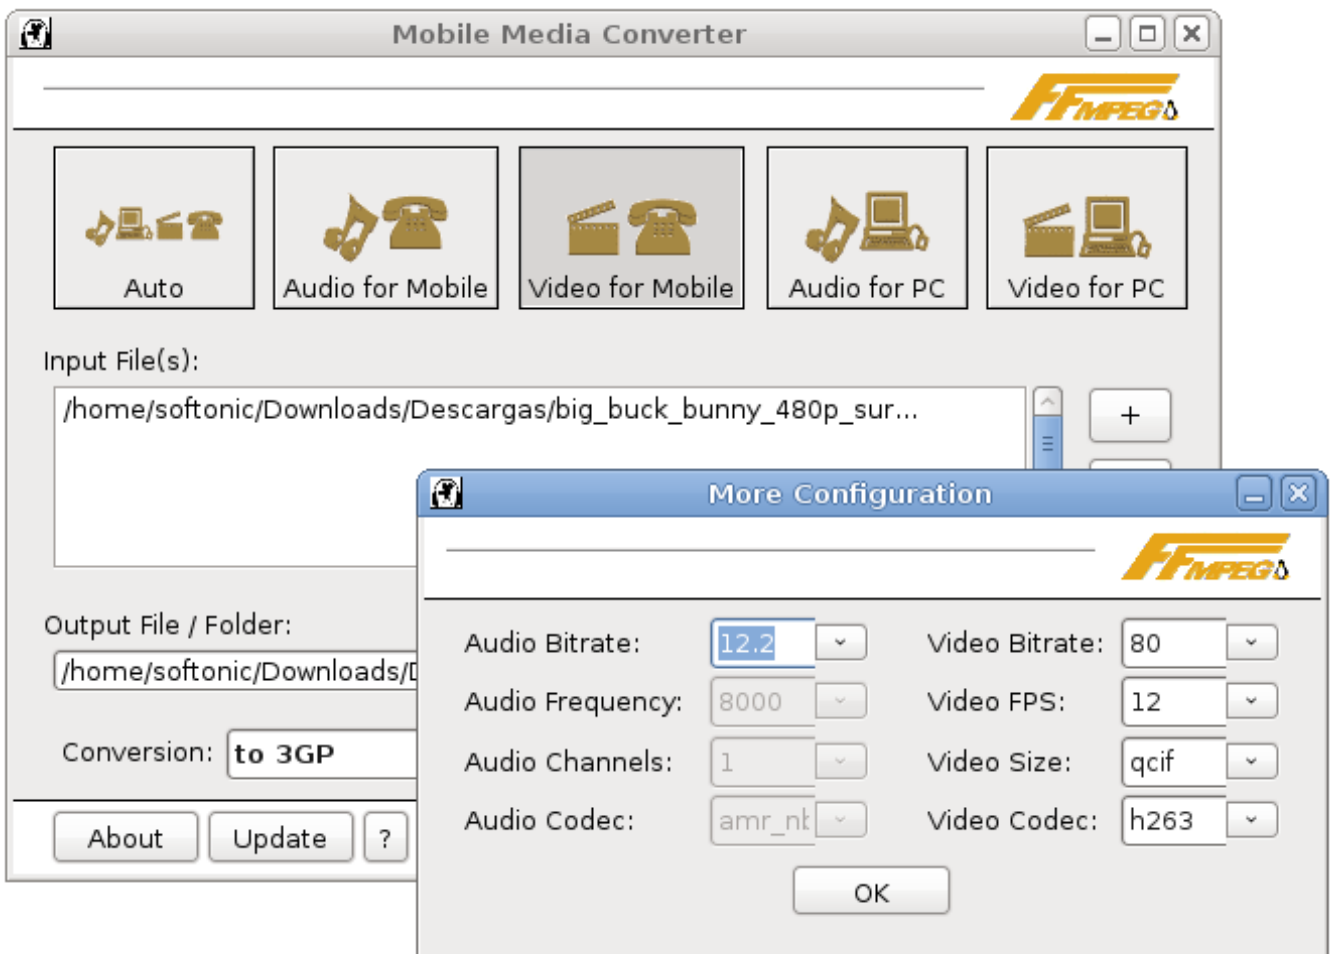 Mobile Media Converter
FFMPEG
Auto
Audio for Mobile
Video for Mobile
Audio for PC
Video for PC
Input File(s):
/home/softonic/Downloads/Descargas/big_buck_bunny_480p_sur...
+
Output File / Folder:
/home/softonic/Downloads/D
Conversion: to 3GP
About
Update
?
More Configuration
FFMPEG
Audio Bitrate: 12.2 Video Bitrate: 80
Audio Frequency: 8000 Video FPS: 12
Audio Channels: 1 Video Size: qcif
Audio Codec: amr_nb Video Codec: h263
OK